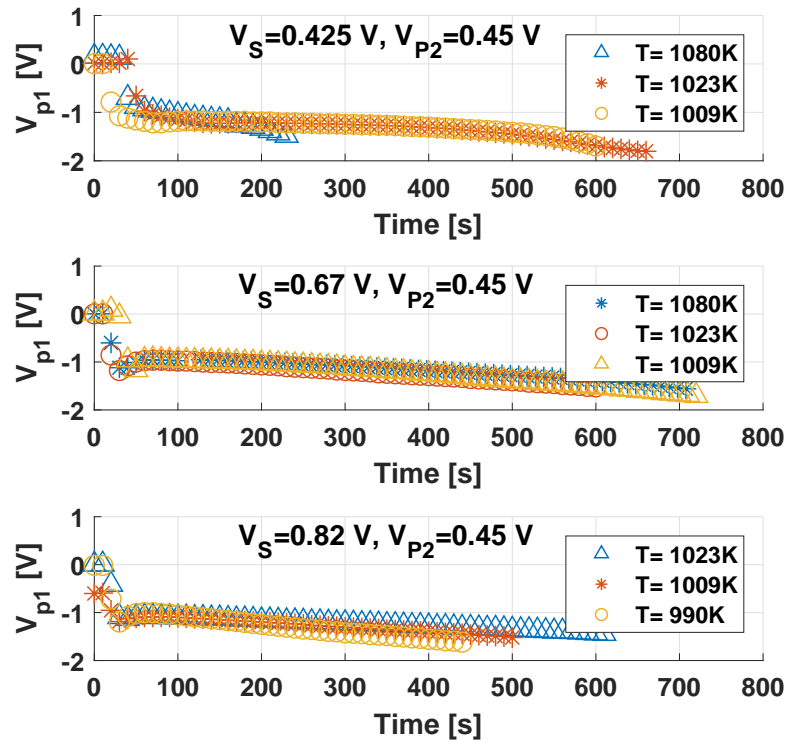 V_S=0.425 V, V_P2=0.45 V
V_p1 [V]
1
0
-1
-2
T= 1080K
T= 1023K
T= 1009K
0 100 200 300 400 500 600 700 800
Time [s]
V_S=0.67 V, V_P2=0.45 V
V_p1 [V]
1
0
-1
-2
T= 1080K
T= 1023K
T= 1009K
0 100 200 300 400 500 600 700 800
Time [s]
V_S=0.82 V, V_P2=0.45 V
V_p1 [V]
1
0
-1
-2
T= 1023K
T= 1009K
T= 990K
0 100 200 300 400 500 600 700 800
Time [s]